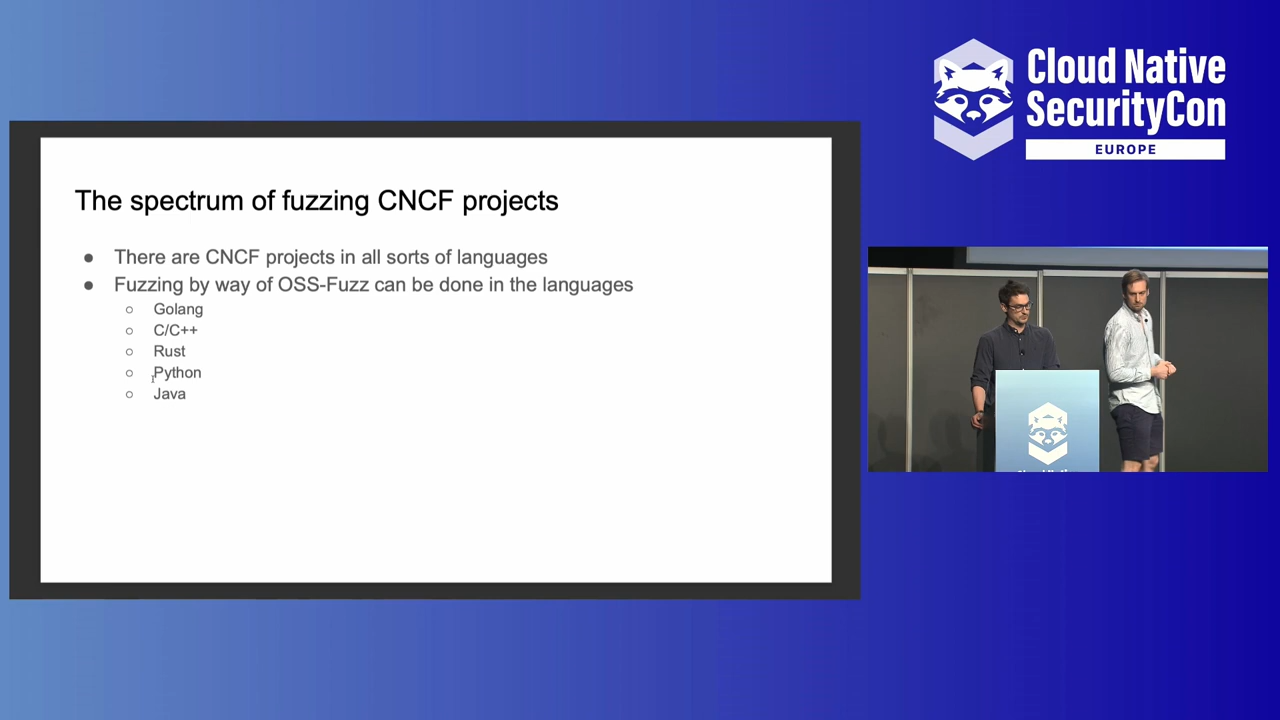 Cloud Native
SecurityCon
EUROPE
The spectrum of fuzzing CNCF projects
● There are CNCF projects in all sorts of languages
● Fuzzing by way of OSS-Fuzz can be done in the languages
○ Golang
○ C/C++
○ Rust
○ Python
○ Java